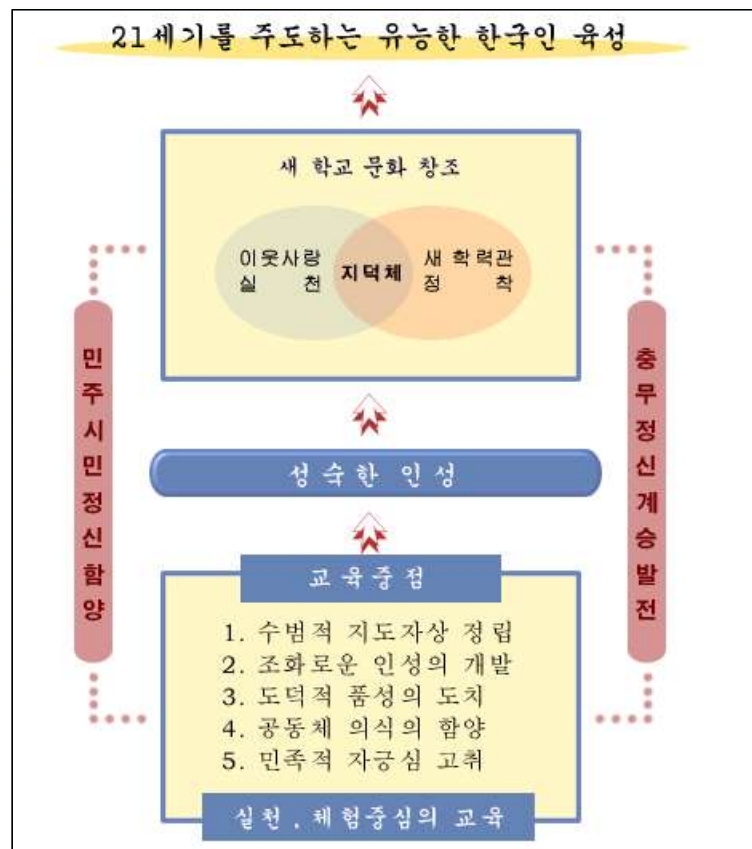 21세기를 주도하는 유능한 한국인 육성
새 학교 문화 창조
이웃사랑
실 천
지덕체
새 학력관
정 착
민주시민정신함양
충무정신계승발전
성숙한 인성
교육중점
1. 수범적 지도자상 정립
2. 조화로운 인성의 개발
3. 도덕적 품성의 도치
4. 공동체 의식의 함양
5. 민족적 자긍심 고취
실천 . 체험중심의 교육